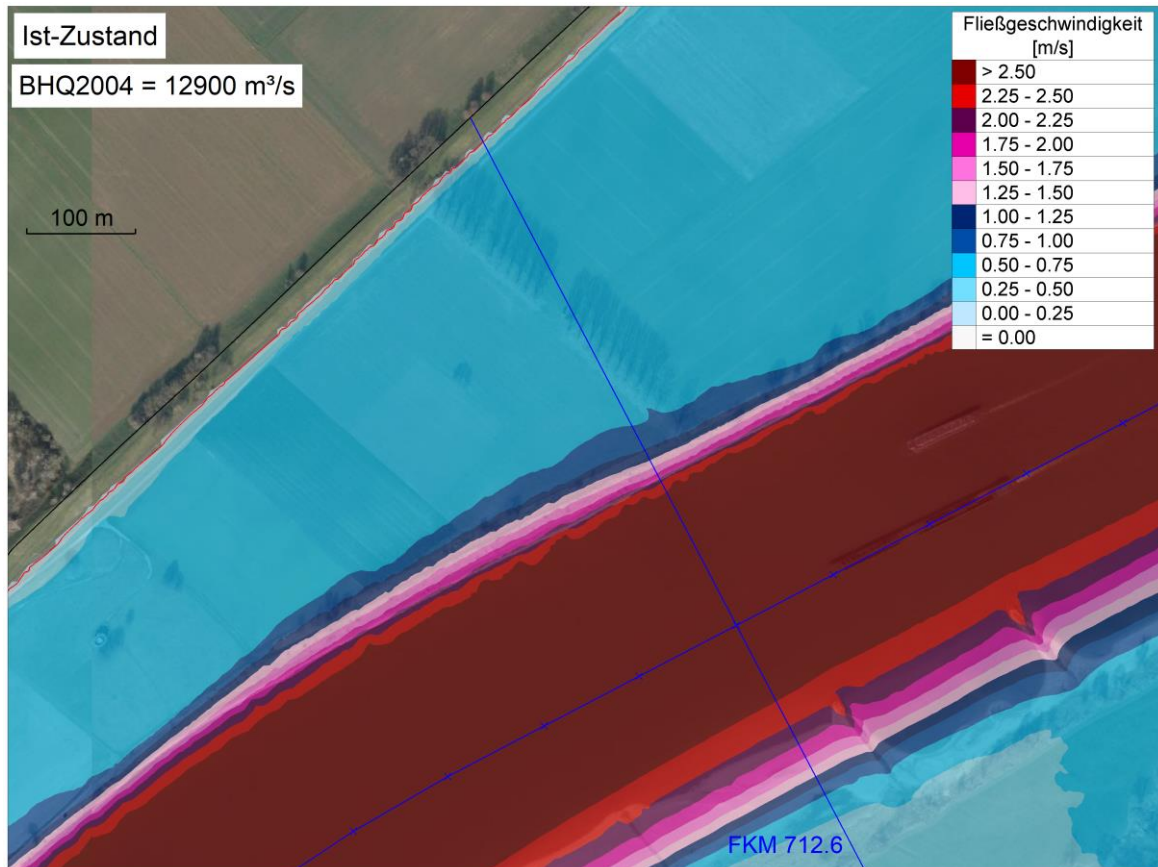 Ist-Zustand
BHQ2004 = 12900 m³/s
100 m
Fließgeschwindigkeit
[m/s]
> 2.50
2.25 - 2.50
2.00 - 2.25
1.75 - 2.00
1.50 - 1.75
1.25 - 1.50
1.00 - 1.25
0.75 - 1.00
0.50 - 0.75
0.25 - 0.50
0.00 - 0.25
= 0.00
FKM 712.6